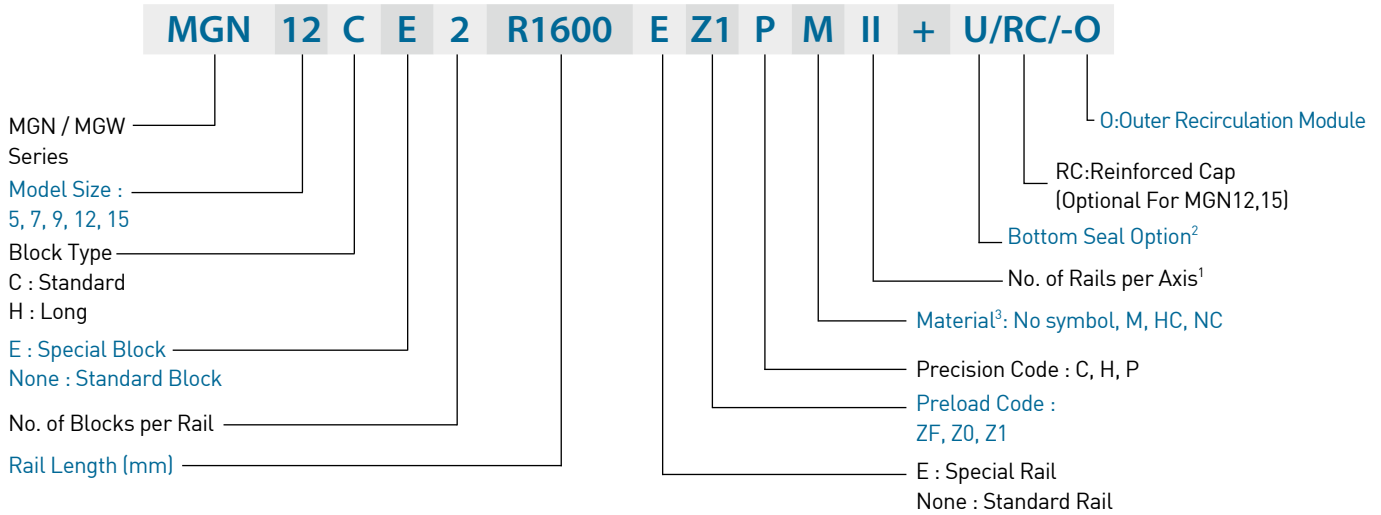 MGN 12 C E 2 R1600 E Z1 P M II + U/RC/-O
MGN / MGW
Series
Model Size :
5, 7, 9, 12, 15
Block Type
C : Standard
H : Long
E : Special Block
None : Standard Block
No. of Blocks per Rail
Rail Length (mm)
O:Outer Recirculation Module
RC:Reinforced Cap
(Optional For MGN12,15)
Bottom Seal Option²
No. of Rails per Axis¹
Material³: No symbol, M, HC, NC
Precision Code : C, H, P
Preload Code :
ZF, Z0, Z1
E : Special Rail
None : Standard Rail